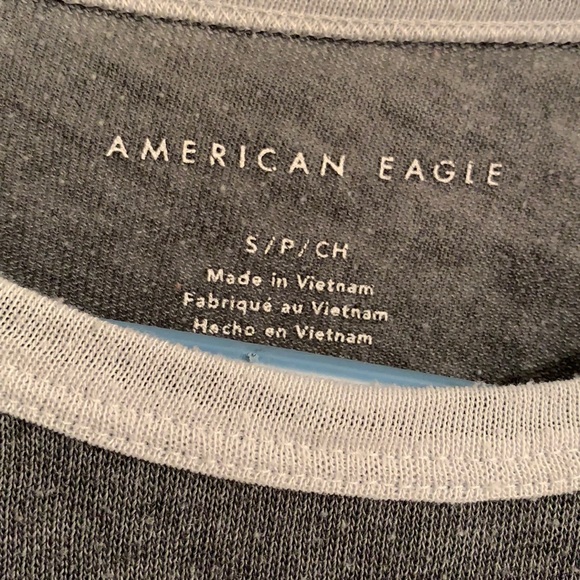 AMERICAN EAGLE
S/P/CH
Made in Vietnam
Fabriqué au Vietnam
Hecho en Vietnam